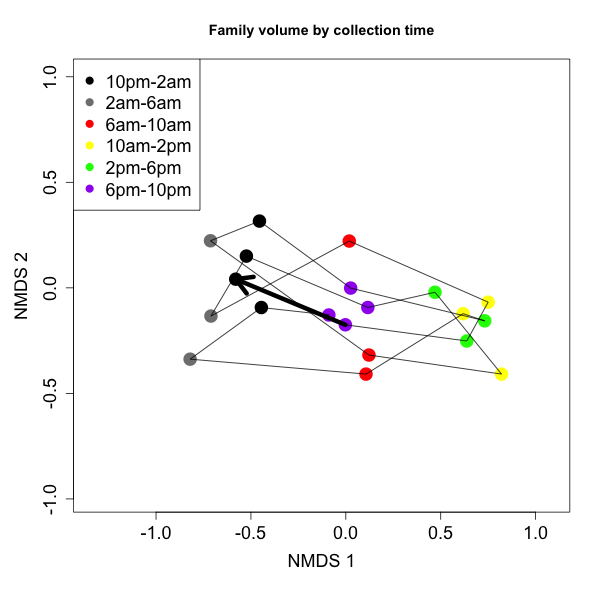 Family volume by collection time
10pm-2am
2am-6am
6am-10am
10am-2pm
2pm-6pm
6pm-10pm
1.0
0.5
0.0
-0.5
-1.0
NMDS 2
-1.0 -0.5 0.0 0.5 1.0
NMDS 1